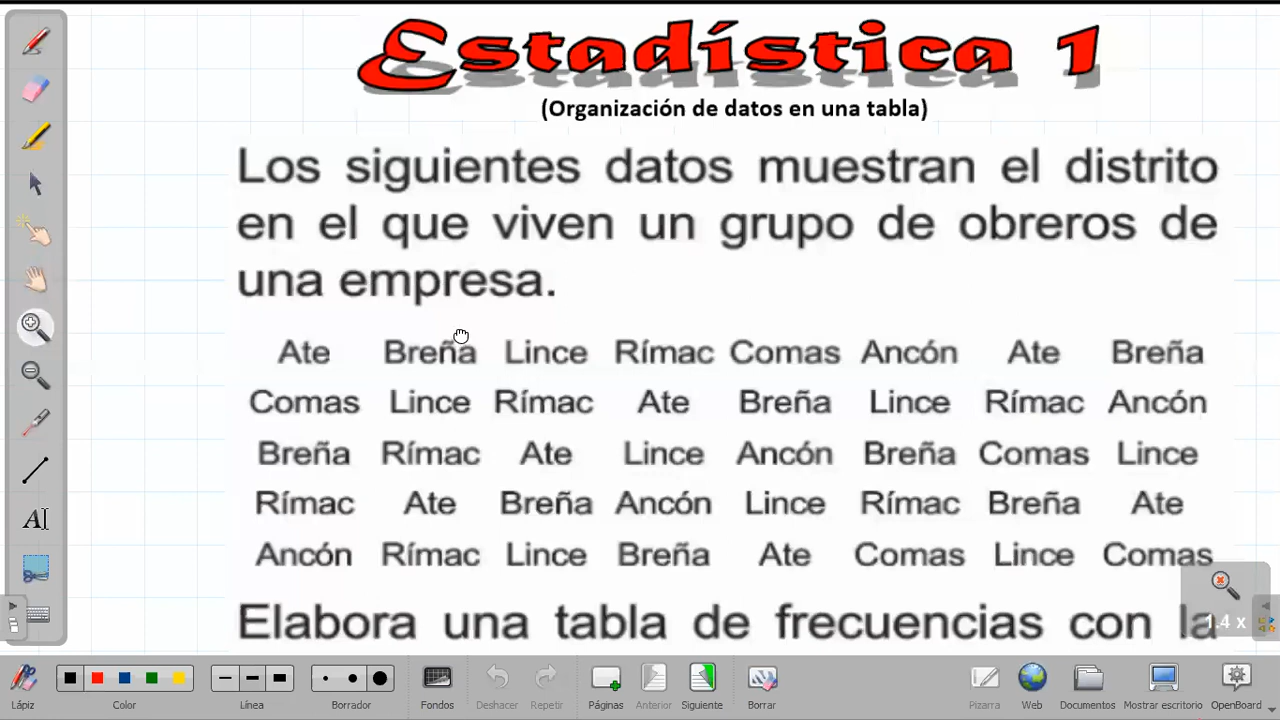 Estadística 1
(Organización de datos en una tabla)
Los siguientes datos muestran el distrito
en el que viven un grupo de obreros de
una empresa.
Ate Breña Lince Rímac Comas Ancón Ate Breña
Comas Lince Rímac Ate Breña Lince Rímac Ancón
Breña Rímac Ate Lince Ancón Breña Comas Lince
Rímac Ate Breña Ancón Lince Rímac Breña Ate
Ancón Rímac Lince Breña Ate Comas Lince Comas
Elabora una tabla de frecuencias con la
1.4 x
Lápiz Color Línea Borrador Fondos Deshacer Repetir Páginas Anterior Siguiente Borrar Pizarra Web Documentos Mostrar escritorio OpenBoard